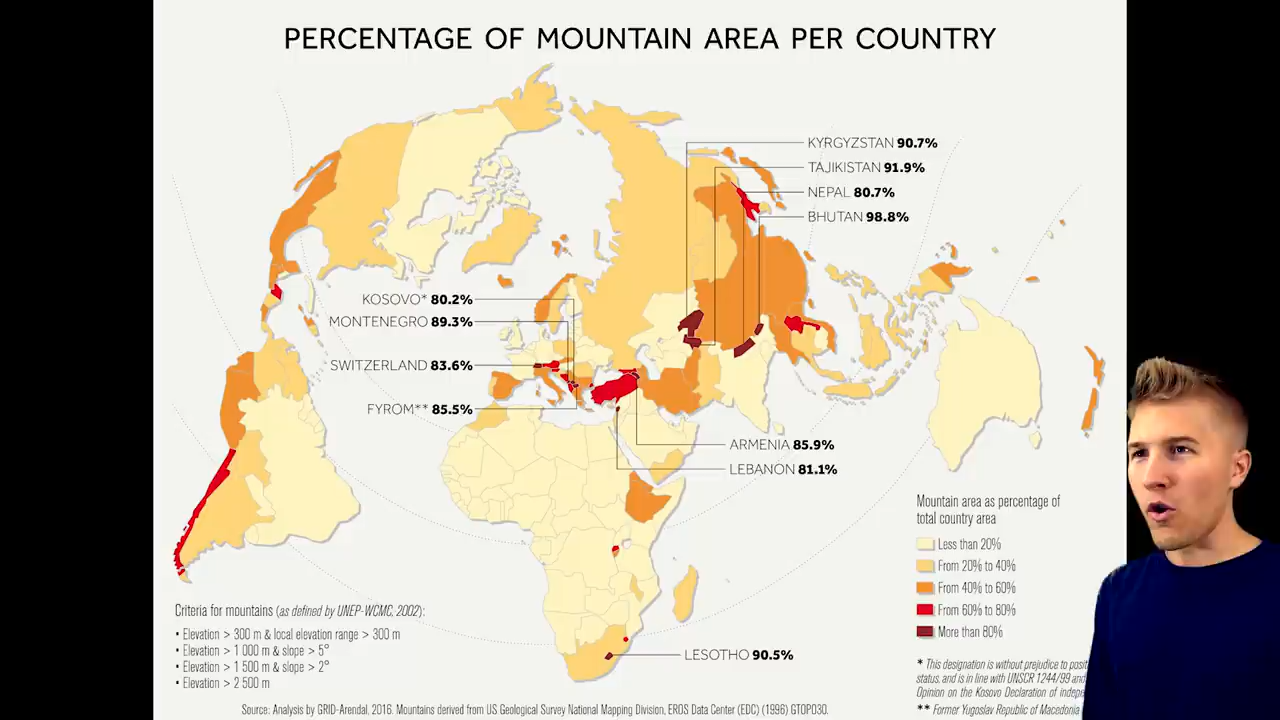 PERCENTAGE OF MOUNTAIN AREA PER COUNTRY
KYRGYZSTAN 90.7%
TAJIKISTAN 91.9%
NEPAL 80.7%
BHUTAN 98.8%
KOSOVO* 80.2%
MONTENEGRO 89.3%
SWITZERLAND 83.6%
FYROM** 85.5%
ARMENIA 85.9%
LEBANON 81.1%
LESOTHO 90.5%
Mountain area as percentage of
total country area
Less than 20%
From 20% to 40%
From 40% to 60%
From 60% to 80%
More than 80%
Criteria for mountains (as defined by UNEP-WCMC, 2002):
• Elevation > 300 m & local elevation range > 300 m
• Elevation > 1 000 m & slope > 5°
• Elevation > 1 500 m & slope > 2°
• Elevation > 2 500 m
* This designation is without prejudice to posit
status, and is in line with UNSCR 1244/99 and
Opinion on the Kosovo Declaration of indepe
** Former Yugoslav Republic of Macedonia
Source: Analysis by GRID-Arendal, 2016. Mountains derived from US Geological Survey National Mapping Division, EROS Data Center (EDC) (1996) GTOPO30.